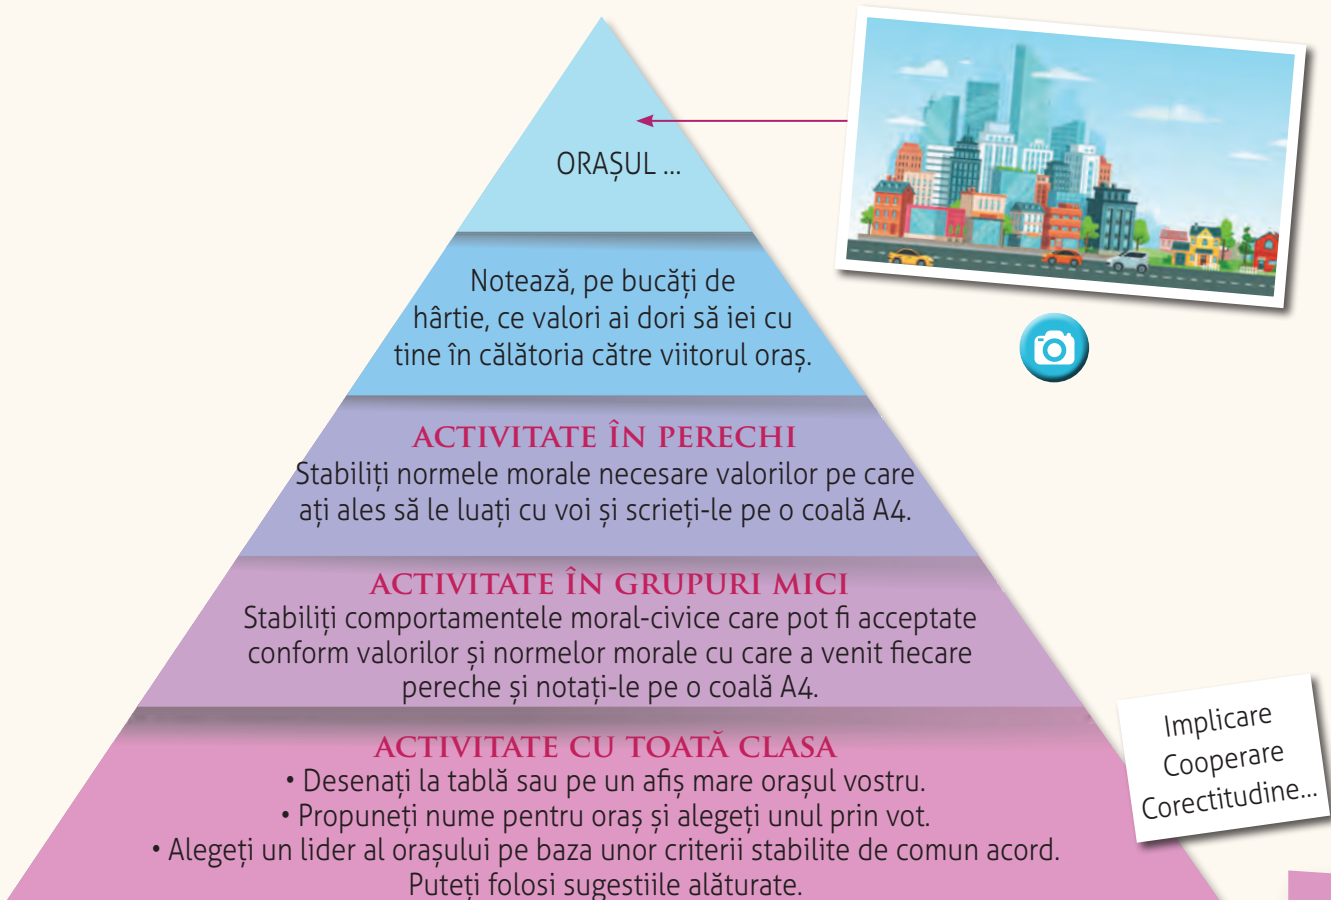 ORAȘUL ...
Notează, pe bucăți de
hârtie, ce valori ai dori să iei cu
tine în călătoria către viitorul oraș.
ACTIVITATE ÎN PERECHI
Stabiliți normele morale necesare valorilor pe care
ați ales să le luați cu voi și scrieți-le pe o coală A4.
ACTIVITATE ÎN GRUPURI MICI
Stabiliți comportamentele moral-civice care pot fi acceptate
conform valorilor și normelor morale cu care a venit fiecare
pereche și notați-le pe o coală A4.
ACTIVITATE CU TOATĂ CLASA
• Desenați la tablă sau pe un afiș mare orașul vostru.
• Propuneți nume pentru oraș și alegeți unul prin vot.
• Alegeți un lider al orașului pe baza unor criterii stabilite de comun acord.
Puteți folosi sugestiile alăturate.
Implicare
Cooperare
Corectitudine...